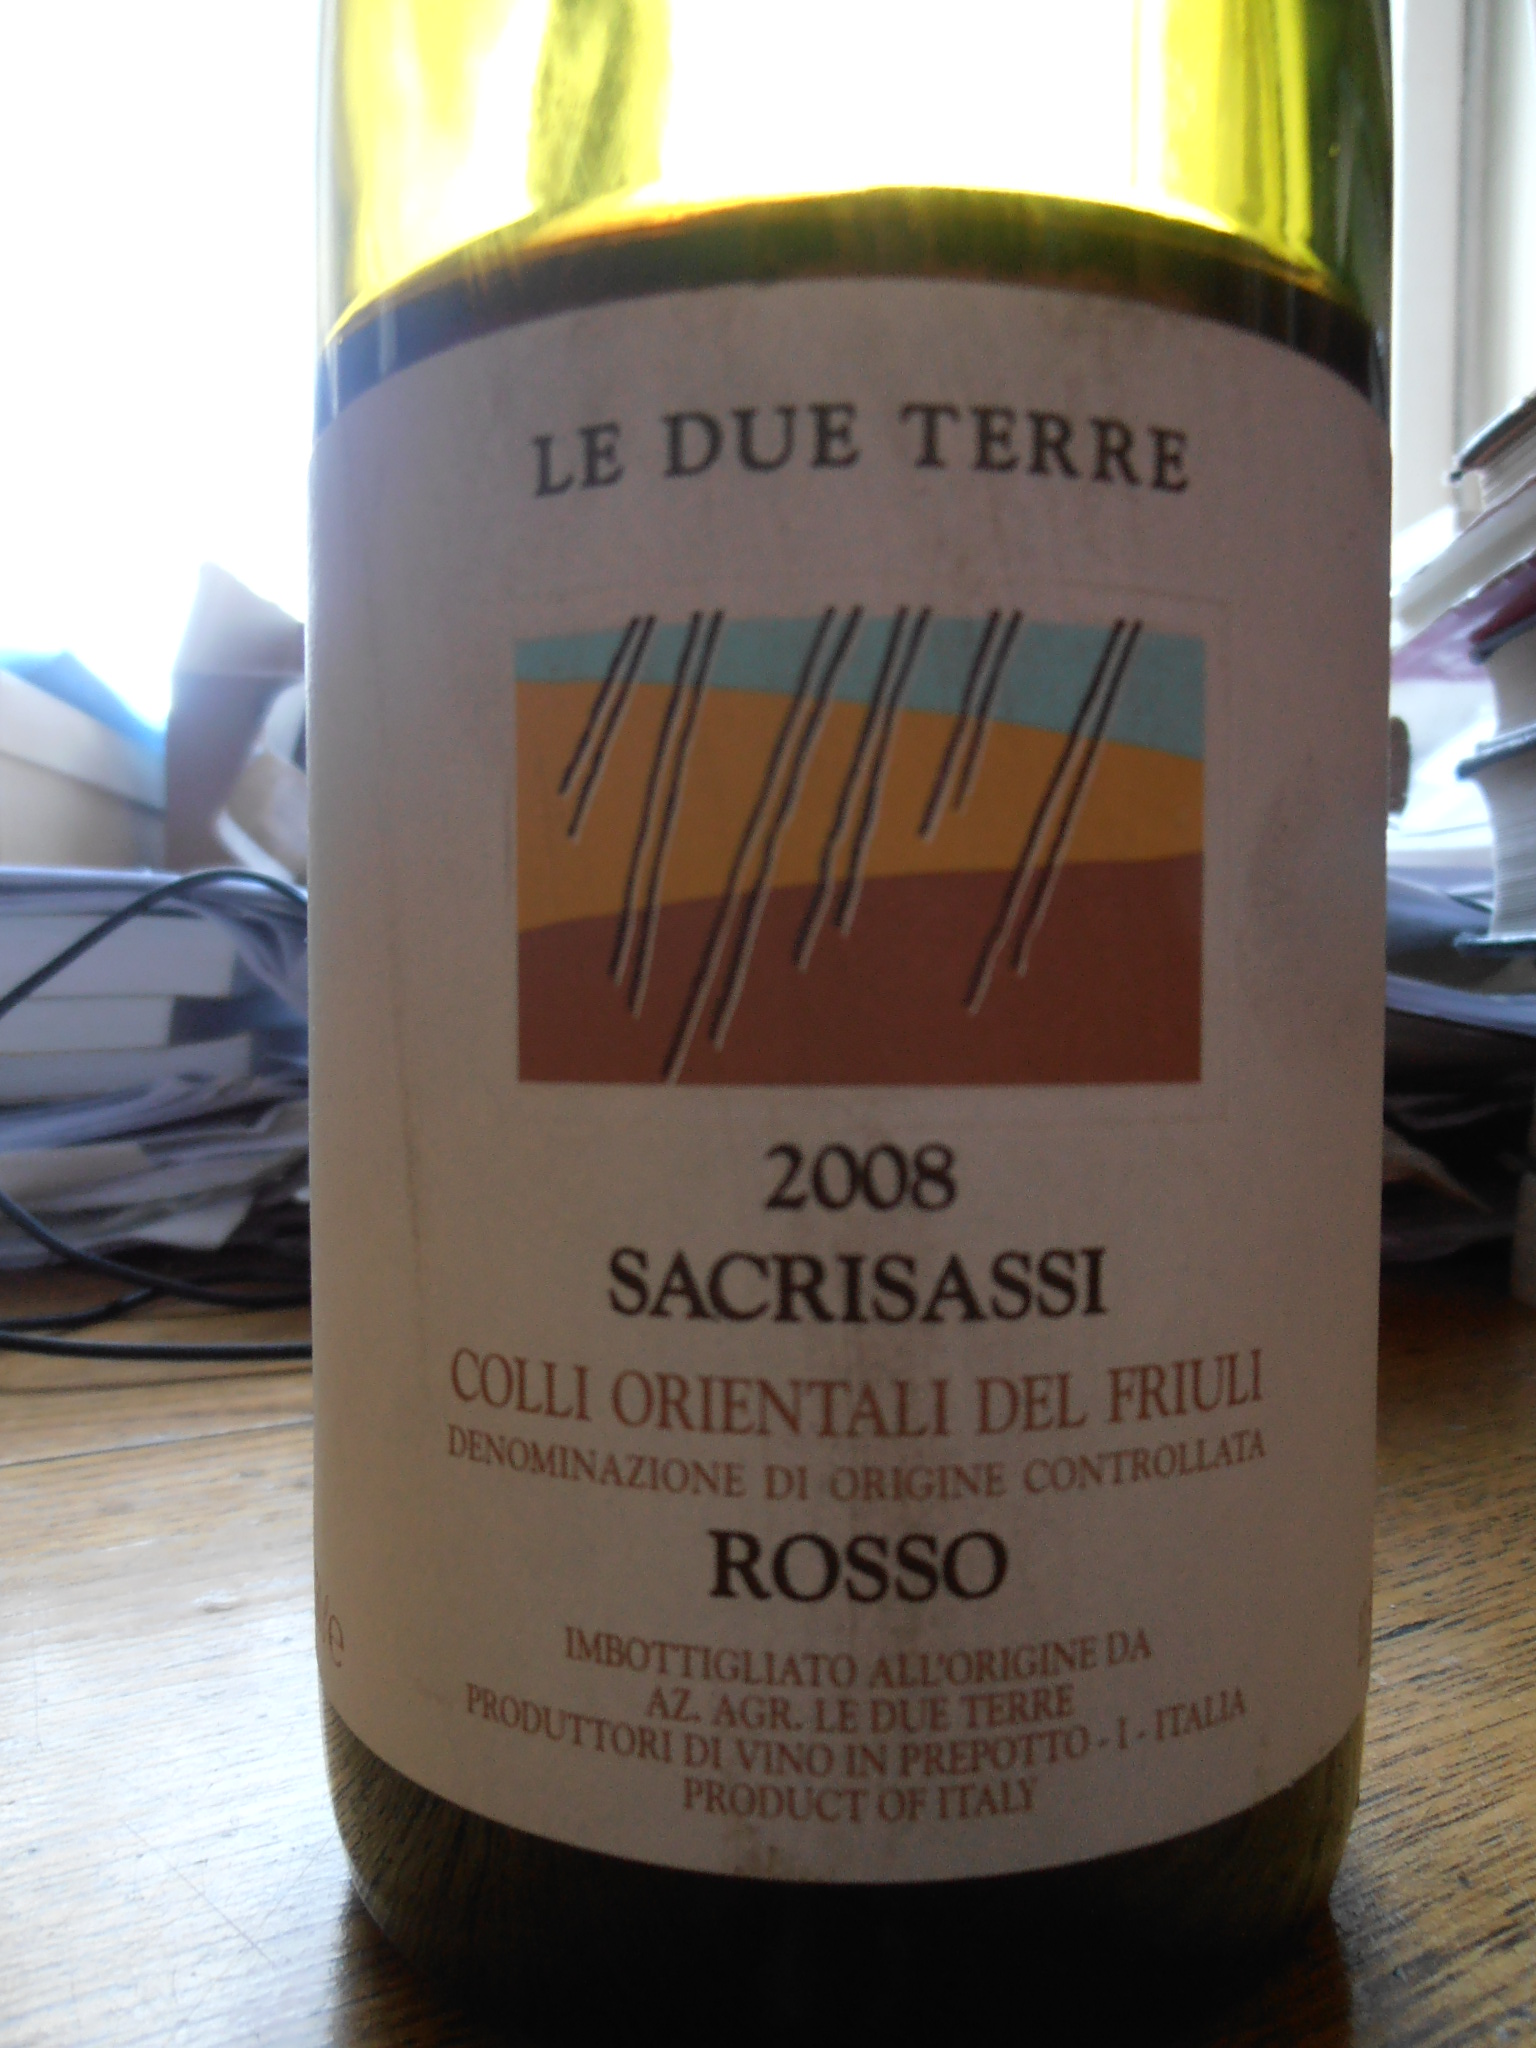 LE DUE TERRE
2008
SACRISASSI
COLLI ORIENTALI DEL FRIULI
DENOMINAZIONE DI ORIGINE CONTROLLATA
ROSSO
IMBOTTIGLIATO ALL'ORIGINE DA
AZ. AGR. LE DUE TERRE
PRODUTTORI DI VINO IN PREPOTTO - I - ITALIA
PRODUCT OF ITALY